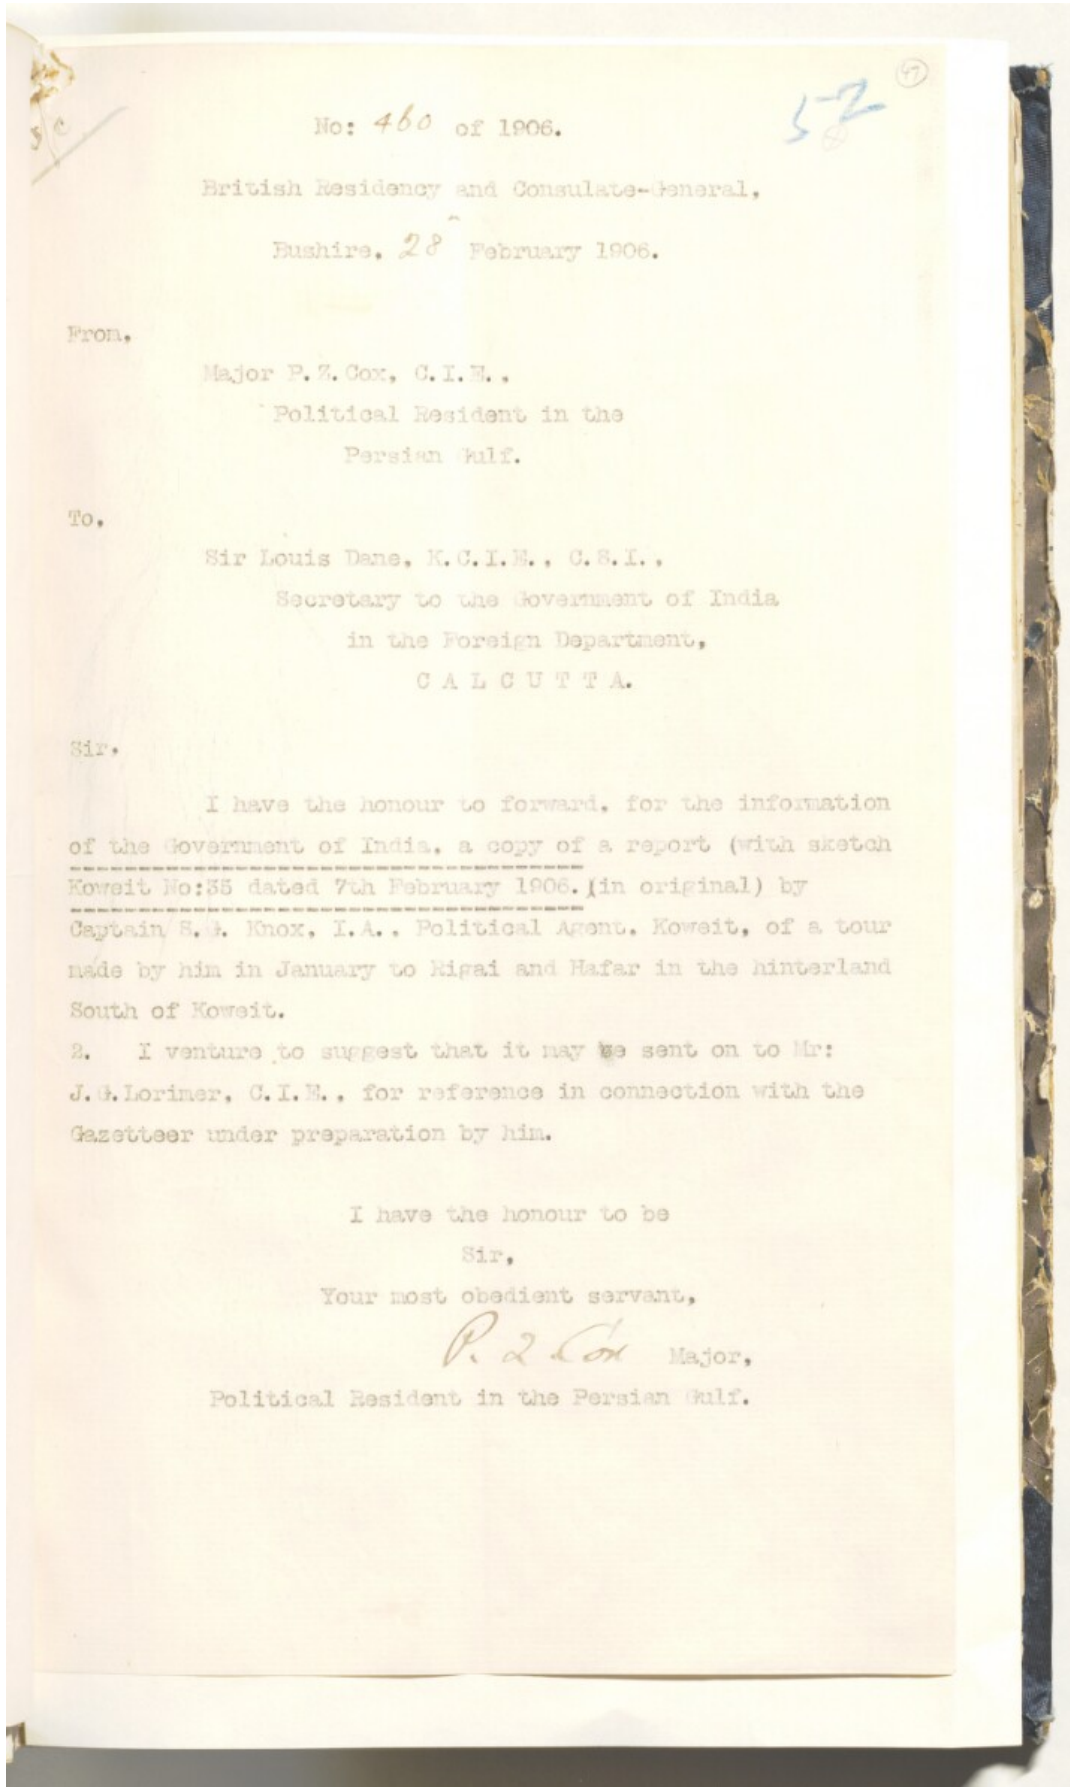 47
52
No: 460 of 1906.
British Residency and Consulate-General,
Bushire, 28 February 1906.
From,
Major P.Z.Cox, C.I.E.,
Political Resident in the
Persian Gulf.
To,
Sir Louis Dane, K.C.I.E., C.S.I.,
Secretary to the Government of India
in the Foreign Department,
CALCUTTA.
Sir,
I have the honour to forward, for the information
of the Government of India, a copy of a report (with sketch
Koweit No:35 dated 7th February 1906. (in original) by
Captain S.G. Knox, I.A., Political Agent, Koweit, of a tour
made by him in January to Rigai and Hafar in the hinterland
South of Koweit.
2. I venture to suggest that it may be sent on to Mr:
J.G.Lorimer, C.I.E., for reference in connection with the
Gazetteer under preparation by him.
I have the honour to be
Sir,
Your most obedient servant,
P. Z. Cox Major,
Political Resident in the Persian Gulf.